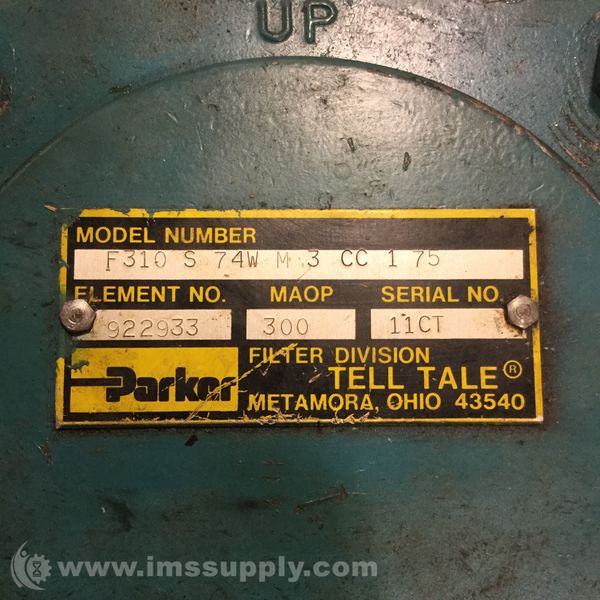 UP
MODEL NUMBER
F310 S 74W M 3 CC 1 75
ELEMENT NO. MAOP SERIAL NO.
922933 300 11CT
Parker
FILTER DIVISION
TELL TALE®
METAMORA, OHIO 43540
www.imssupply.com